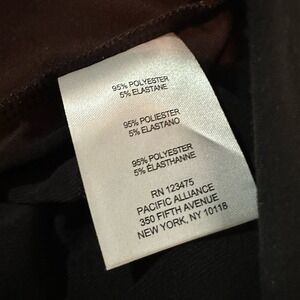 95% POLYESTER
5% ELASTANE
95% POLIESTER
5% ELASTANO
95% POLYESTER
5% ÉLASTHANNE
RN 123475
PACIFIC ALLIANCE
350 FIFTH AVENUE
NEW YORK, NY 10118